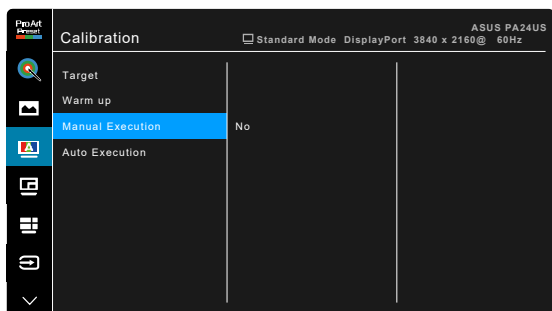 ProArt
Preset
Calibration
ASUS PA24US
Standard Mode DisplayPort 3840 x 2160@ 60Hz
Target
Warm up
Manual Execution
No
Auto Execution
A